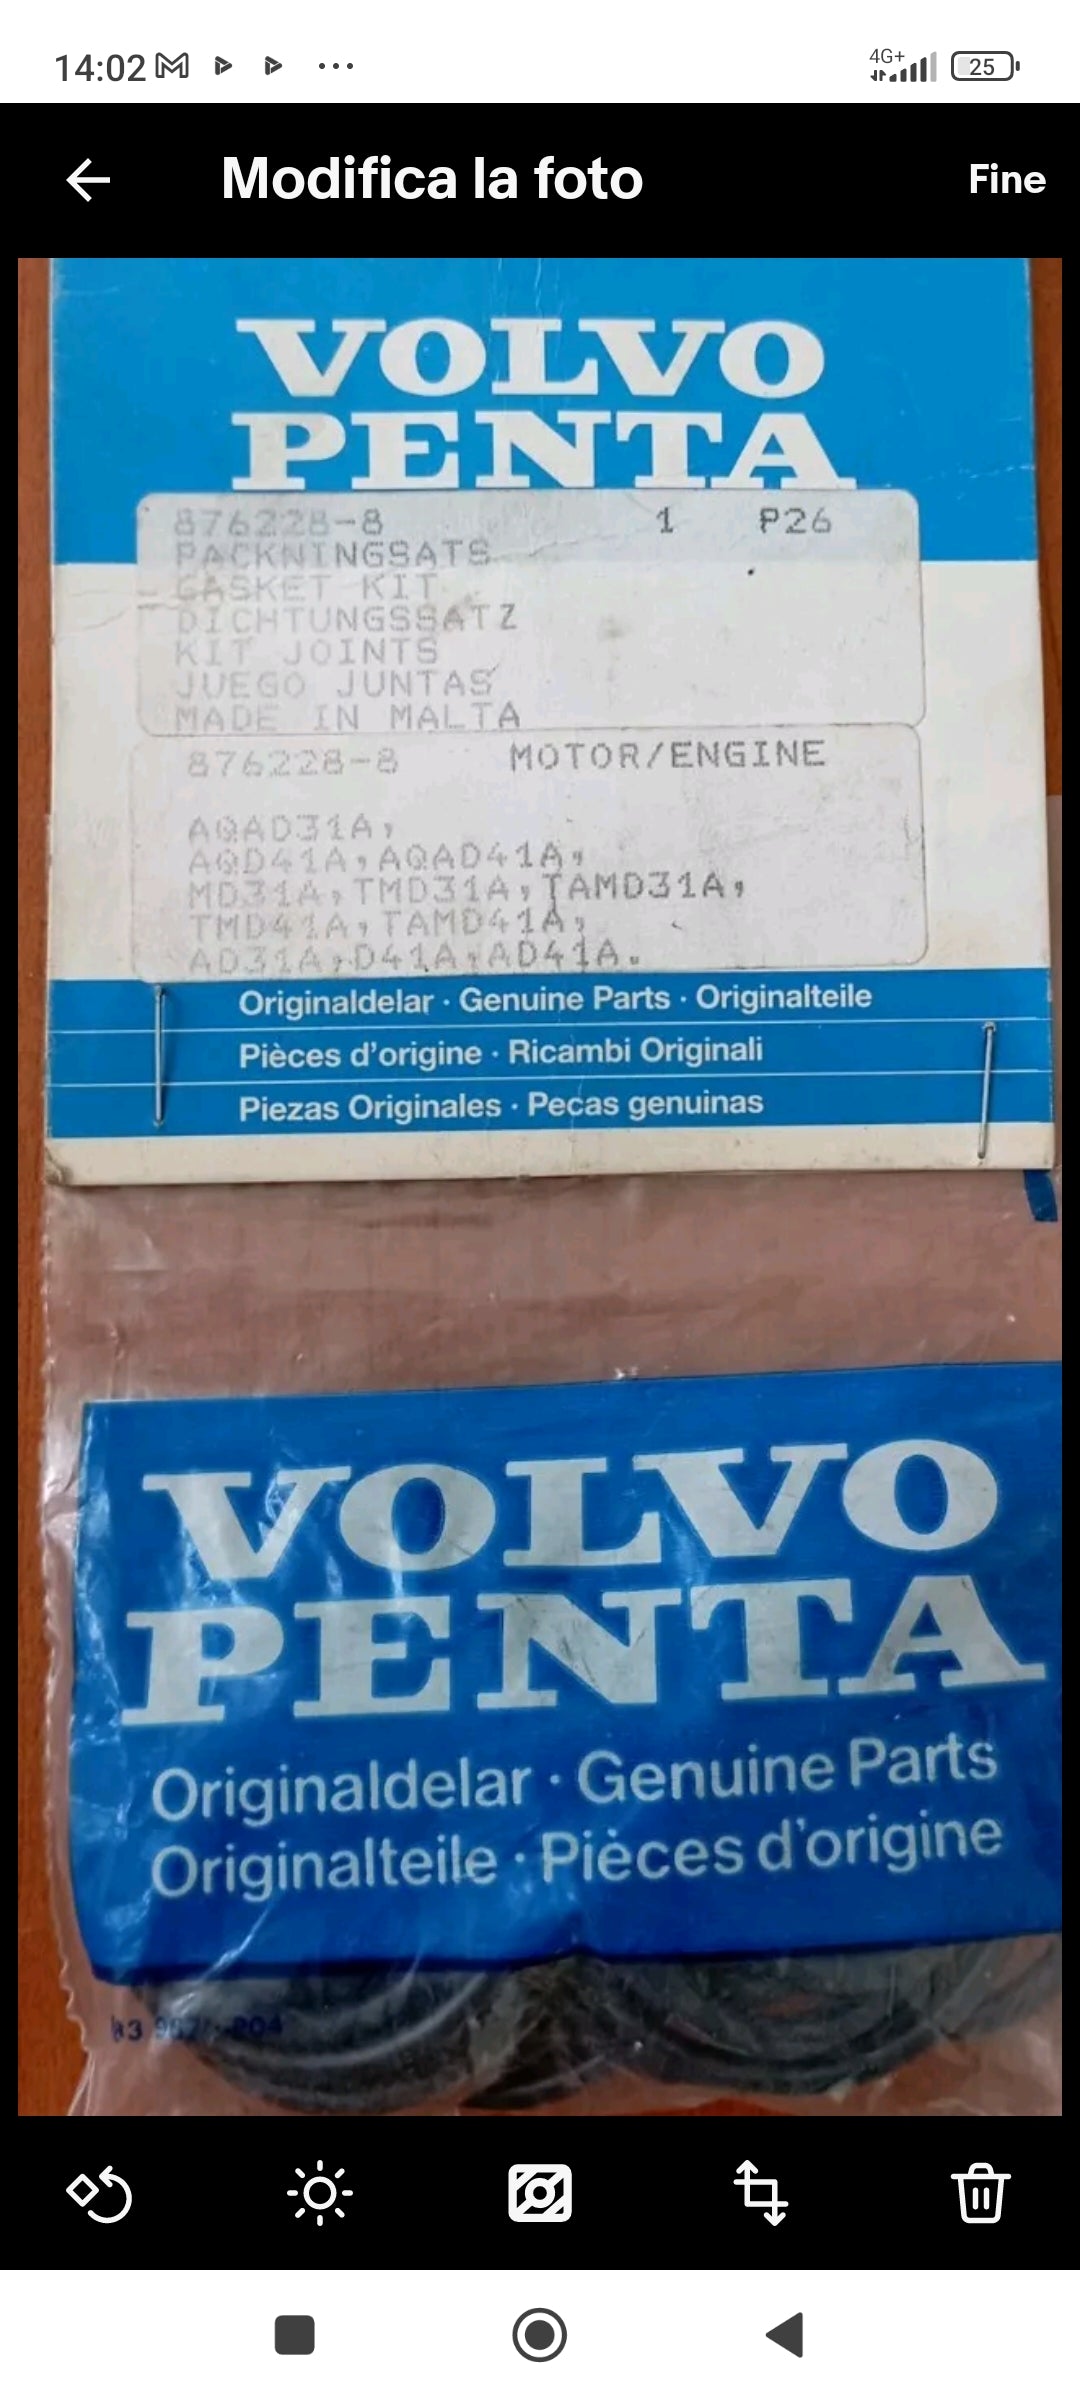 14:02
4G+
25
Modifica la foto
Fine
VOLVO
PENTA
876228-8 1 P26
PACKNINGSATS
GASKET KIT
DICHTUNGSSATZ
KIT JOINTS
JUEGO JUNTAS
MADE IN MALTA
876228-8 MOTOR/ENGINE
AQAD31A,
AQD41A,AQAD41A,
MD31A,TMD31A,TAMD31A,
TMD41A,TAMD41A,
AD31A,D41A,AD41A.
Originaldelar · Genuine Parts · Originalteile
Pièces d'origine · Ricambi Originali
Piezas Originales · Pecas genuinas
VOLVO
PENTA
Originaldelar · Genuine Parts
Originalteile · Pièces d'origine